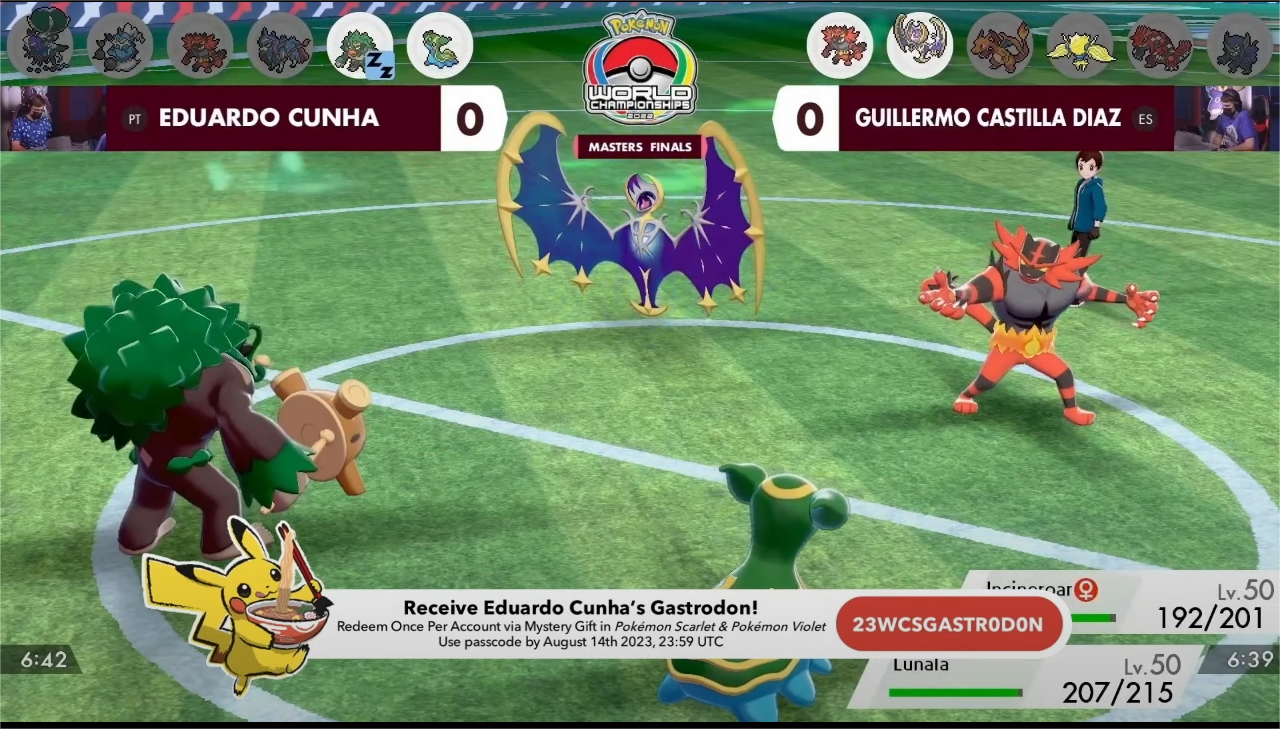 Pokémon
WORLD
CHAMPIONSHIPS
2022
Z
Z
PT EDUARDO CUNHA 0
0 GUILLERMO CASTILLA DIAZ ES
MASTERS FINALS
Incineroar
Lv.50
192/201
Receive Eduardo Cunha's Gastrodon!
Redeem Once Per Account via Mystery Gift in Pokémon Scarlet & Pokémon Violet
Use passcode by August 14th 2023, 23:59 UTC
23WCSGASTR0D0N
6:42
Lunala
Lv.50
207/215
6:39